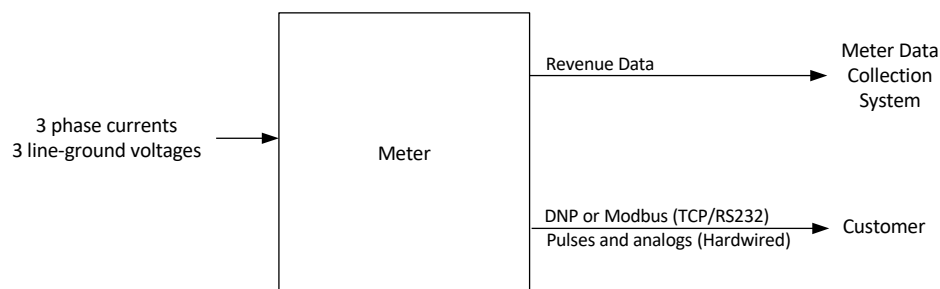 3 phase currents
3 line-ground voltages
Meter
Revenue Data
Meter Data
Collection
System
DNP or Modbus (TCP/RS232)
Pulses and analogs (Hardwired)
Customer